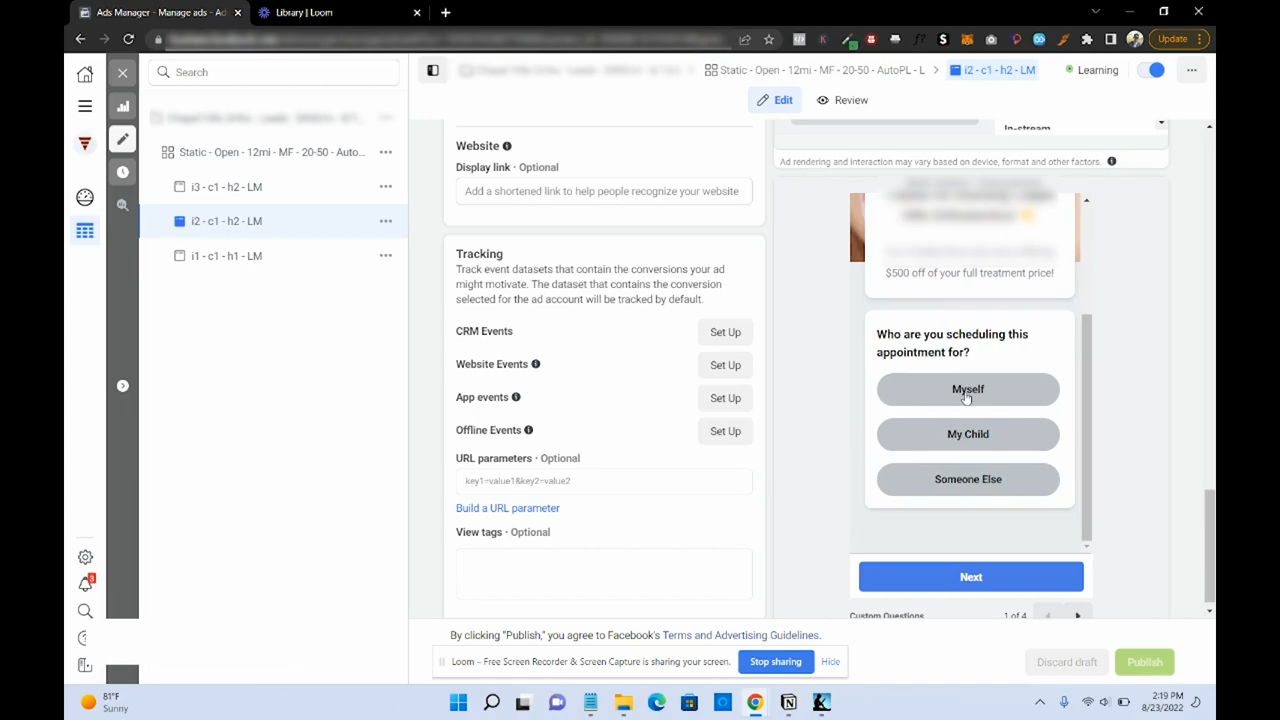 Ads Manager - Manage ads - Ad
Library | Loom
Update
Search
Static - Open - 12mi - MF - 20-50 - AutoPL - L
i2 - c1 - h2 - LM
Learning
Edit
Review
Static - Open - 12mi - MF - 20-50 - Auto...
i3 - c1 - h2 - LM
i2 - c1 - h2 - LM
i1 - c1 - h1 - LM
Website
Display link · Optional
Add a shortened link to help people recognize your website
Tracking
Track event datasets that contain the conversions your ad
might motivate. The dataset that contains the conversion
selected for the ad account will be tracked by default.
CRM Events
Set Up
Website Events
Set Up
App events
Set Up
Offline Events
Set Up
URL parameters · Optional
key1=value1&key2=value2
Build a URL parameter
View tags · Optional
In-stream
Ad rendering and interaction may vary based on device, format and other factors.
$500 off of your full treatment price!
Who are you scheduling this
appointment for?
Myself
My Child
Someone Else
Next
Custom Questions
1 of 4
By clicking "Publish," you agree to Facebook's Terms and Advertising Guidelines.
Loom – Free Screen Recorder & Screen Capture is sharing your screen.
Stop sharing
Hide
Discard draft
Publish
81°F
Sunny
2:19 PM
8/23/2022